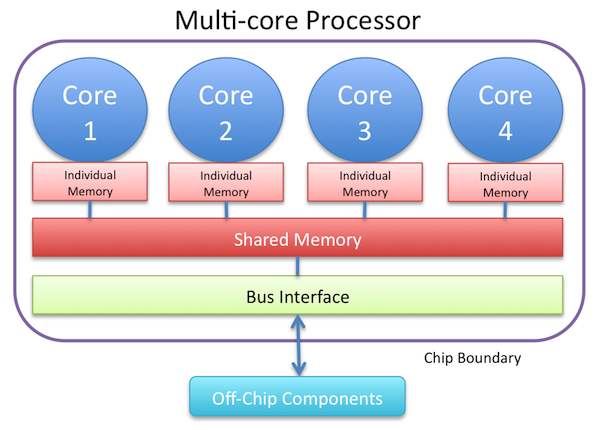 Multi-core Processor
Core 1
Core 2
Core 3
Core 4
Individual Memory
Individual Memory
Individual Memory
Individual Memory
Shared Memory
Bus Interface
Chip Boundary
Off-Chip Components